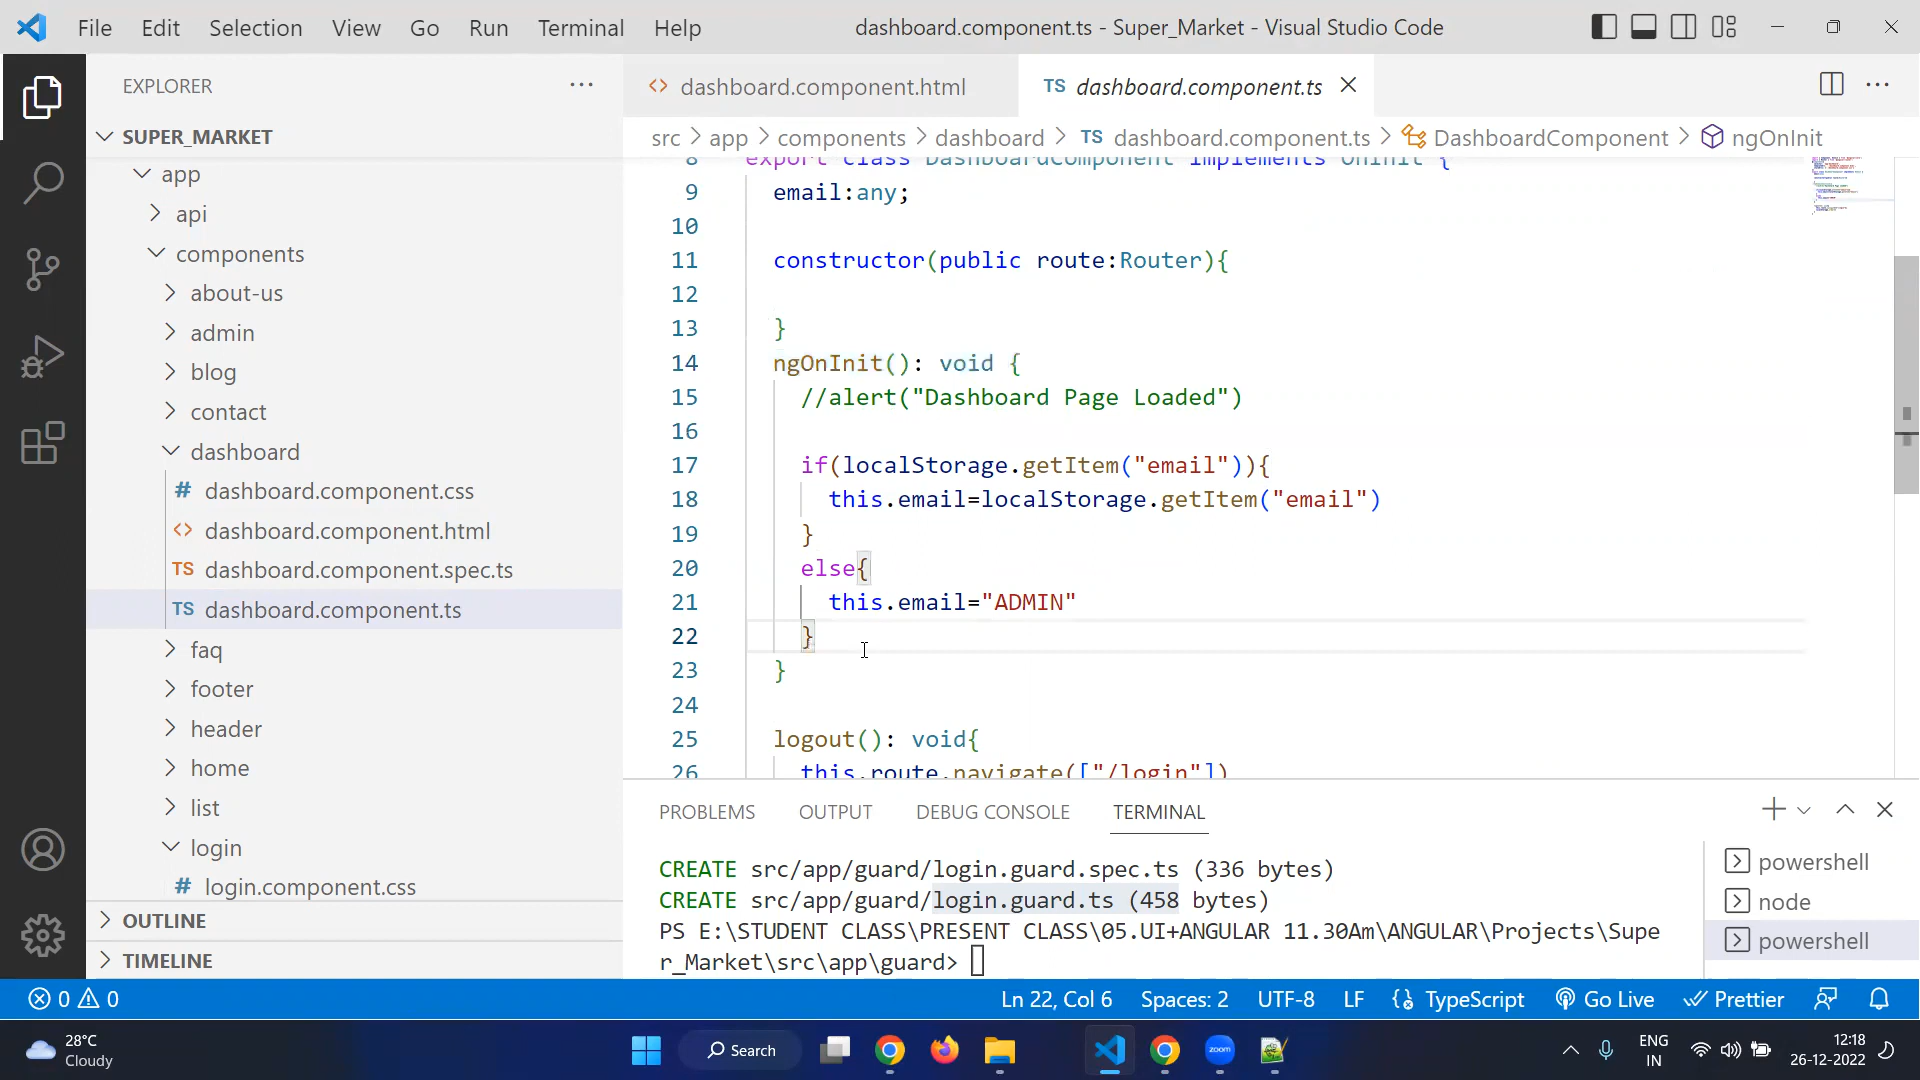 File Edit Selection View Go Run Terminal Help
dashboard.component.ts - Super_Market - Visual Studio Code
EXPLORER
SUPER_MARKET
app
api
components
about-us
admin
blog
contact
dashboard
# dashboard.component.css
<> dashboard.component.html
TS dashboard.component.spec.ts
TS dashboard.component.ts
faq
footer
header
home
list
login
# login.component.css
OUTLINE
TIMELINE
<> dashboard.component.html
TS dashboard.component.ts
src > app > components > dashboard > TS dashboard.component.ts > DashboardComponent > ngOnInit
8 export class DashboardComponent implements OnInit {
9 email:any;
10
11 constructor(public route:Router){
12
13 }
14 ngOnInit(): void {
15 //alert("Dashboard Page Loaded")
16
17 if(localStorage.getItem("email")){
18 this.email=localStorage.getItem("email")
19 }
20 else{
21 this.email="ADMIN"
22 }
23 }
24
25 logout(): void{
26 this.route.navigate(["/login"])
PROBLEMS OUTPUT DEBUG CONSOLE TERMINAL
CREATE src/app/guard/login.guard.spec.ts (336 bytes)
CREATE src/app/guard/login.guard.ts (458 bytes)
PS E:\STUDENT CLASS\PRESENT CLASS\05.UI+ANGULAR 11.30Am\ANGULAR\Projects\Supe
r_Market\src\app\guard>
powershell
node
powershell
0 0
Ln 22, Col 6 Spaces: 2 UTF-8 LF TypeScript Go Live Prettier
28°C
Cloudy
Search
zoom
ENG
IN
12:18
26-12-2022